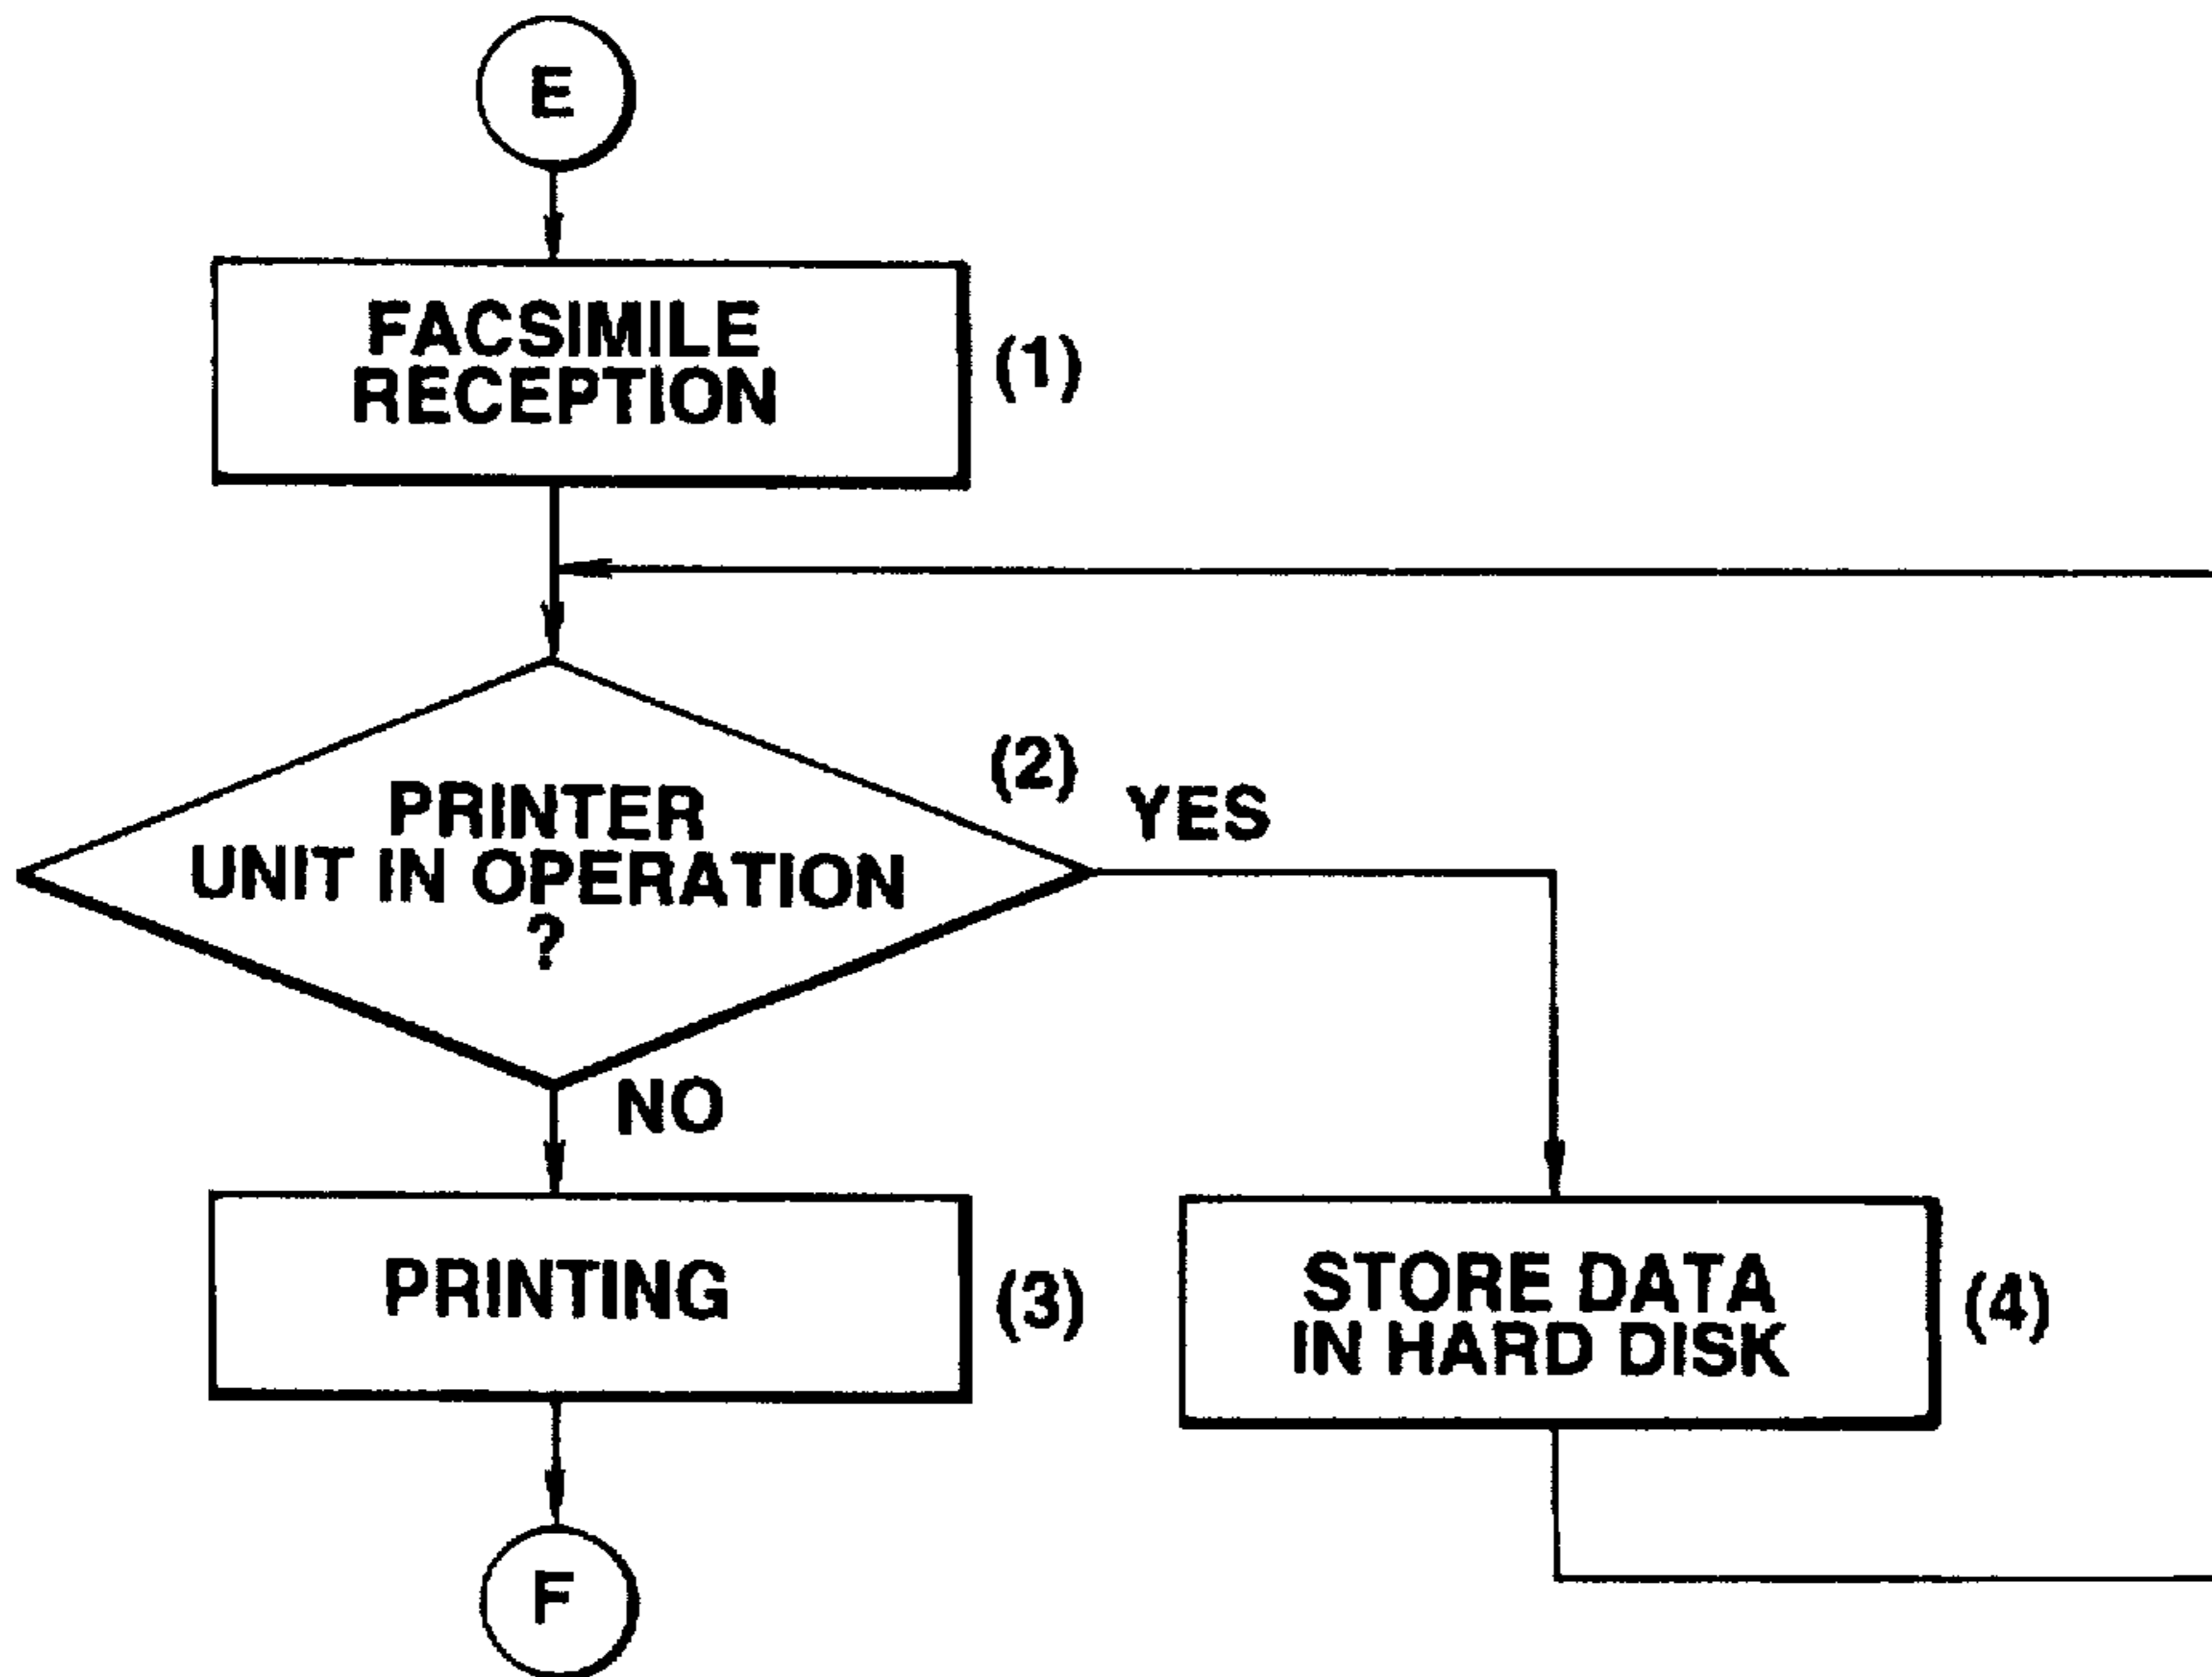 E
FACSIMILE
RECEPTION
(1)
(2)
PRINTER
UNIT IN OPERATION
?
YES
NO
PRINTING
(3)
STORE DATA
IN HARD DISK
(4)
F